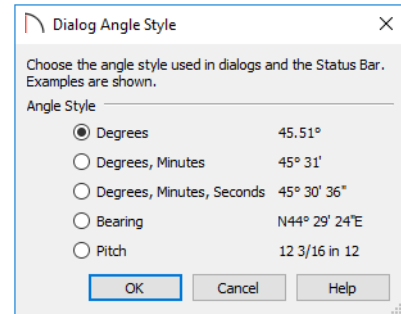 Dialog Angle Style
Choose the angle style used in dialogs and the Status Bar.
Examples are shown.
Angle Style
Degrees 45.51°
Degrees, Minutes 45° 31'
Degrees, Minutes, Seconds 45° 30' 36"
Bearing N44° 29' 24"E
Pitch 12 3/16 in 12
OK Cancel Help